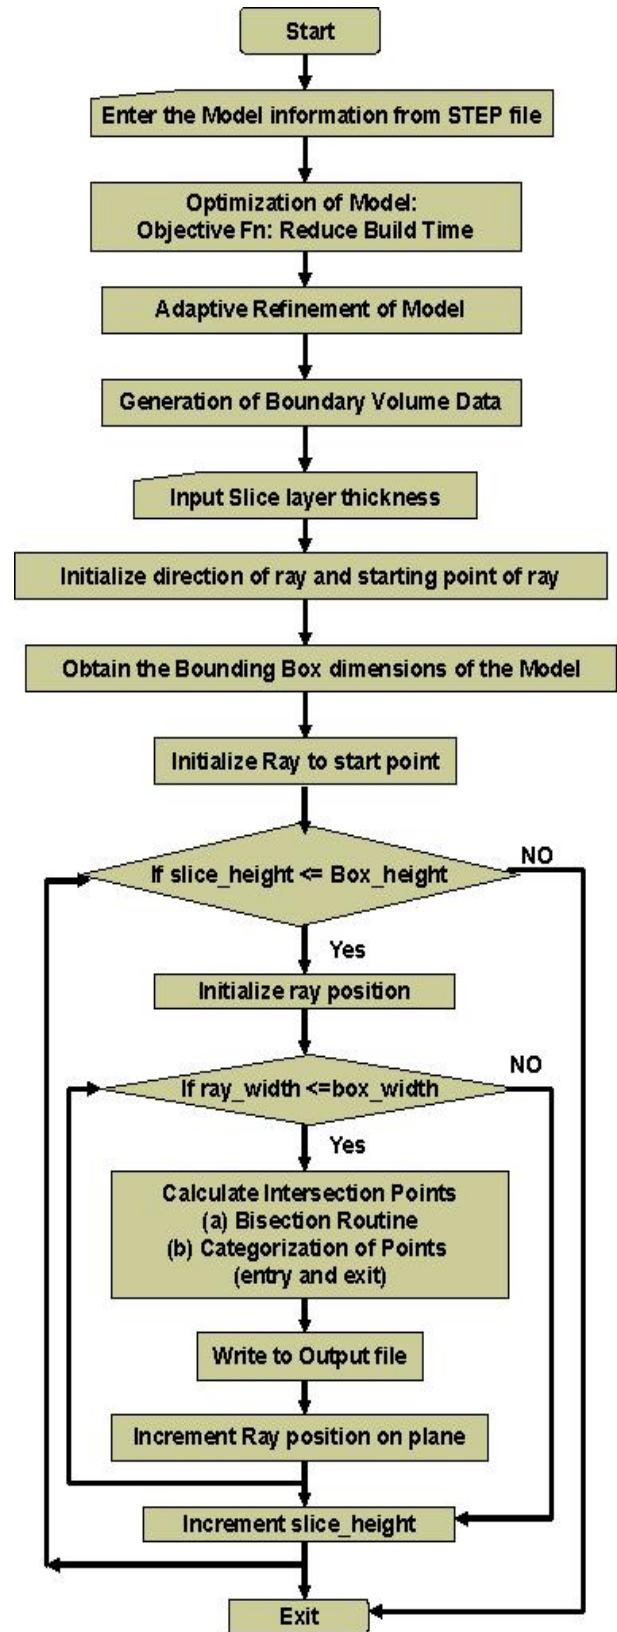 Start
Enter the Model information from STEP file
Optimization of Model:
Objective Fn: Reduce Build Time
Adaptive Refinement of Model
Generation of Boundary Volume Data
Input Slice layer thickness
Initialize direction of ray and starting point of ray
Obtain the Bounding Box dimensions of the Model
Initialize Ray to start point
If slice_height <= Box_height
NO
Yes
Initialize ray position
If ray_width <=box_width
NO
Yes
Calculate Intersection Points
(a) Bisection Routine
(b) Categorization of Points
(entry and exit)
Write to Output file
Increment Ray position on plane
Increment slice_height
Exit